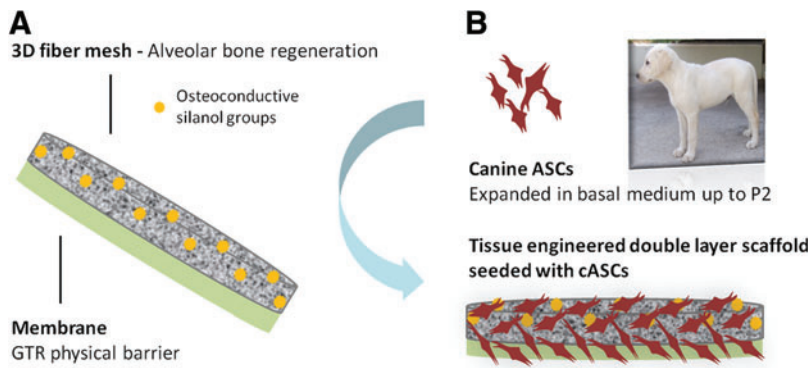 A
3D fiber mesh - Alveolar bone regeneration
Osteoconductive
silanol groups
Membrane
GTR physical barrier
B
Canine ASCs
Expanded in basal medium up to P2
Tissue engineered double layer scaffold
seeded with cASCs